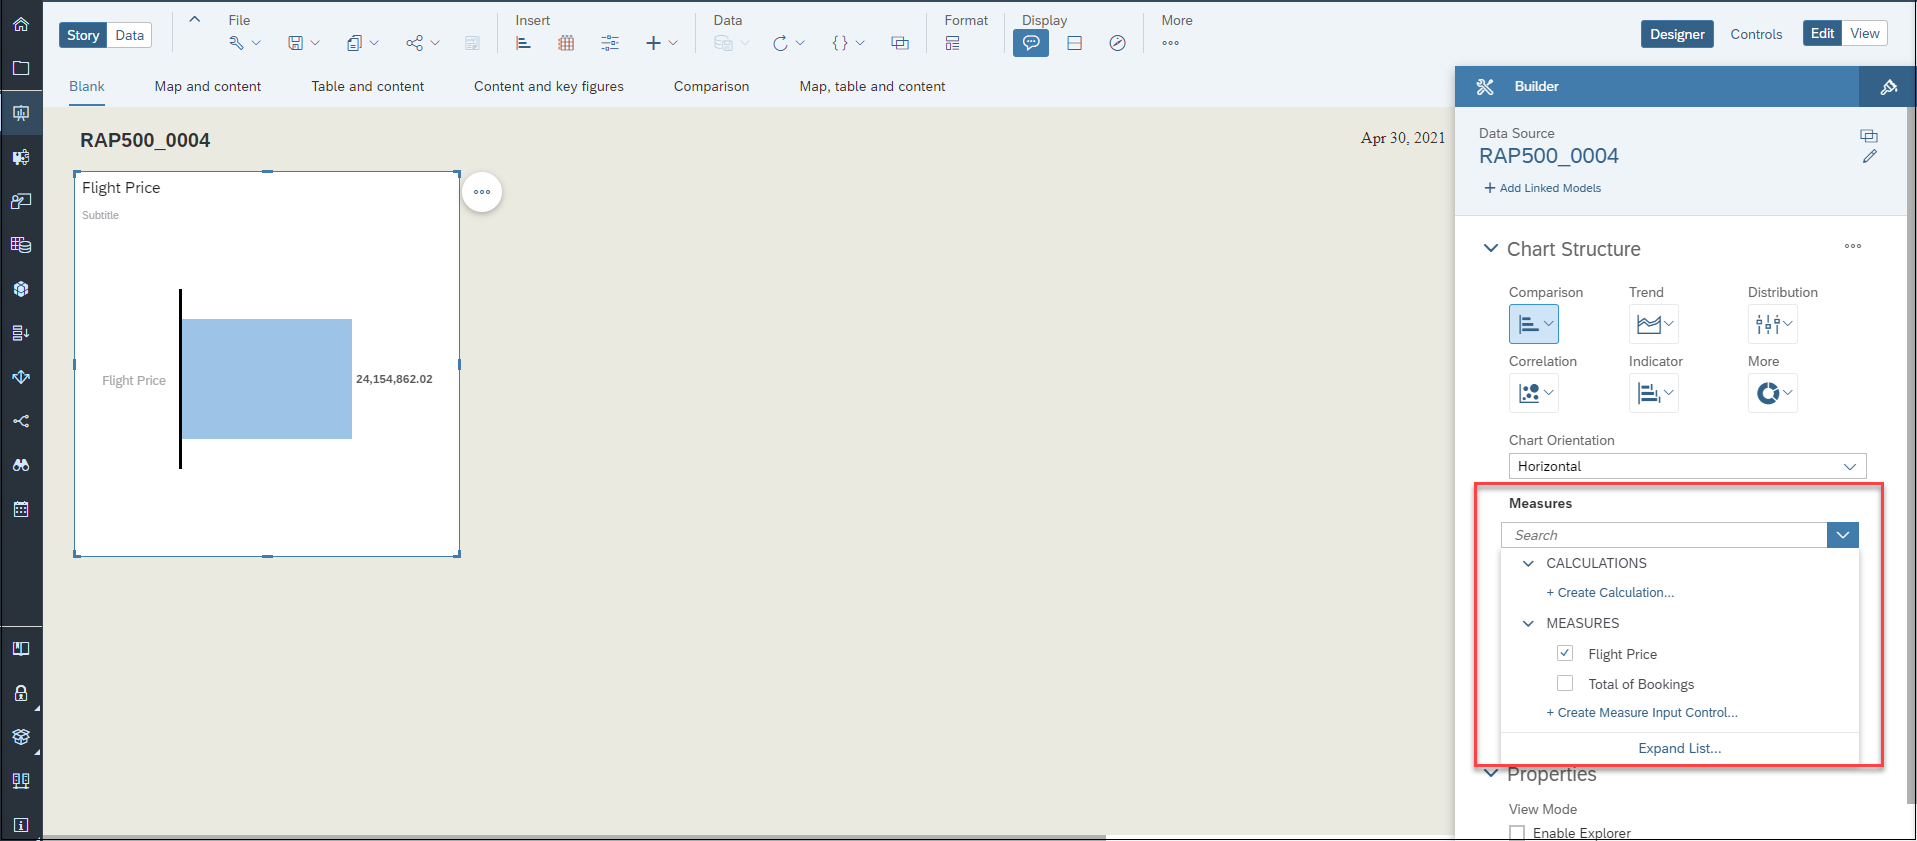 Story
Data
File
Insert
Data
Format
Display
More
Designer
Controls
Edit
View
Blank
Map and content
Table and content
Content and key figures
Comparison
Map, table and content
RAP500_0004
Apr 30, 2021
Flight Price
Subtitle
Flight Price
24,154,862.02
Builder
Data Source
RAP500_0004
+ Add Linked Models
Chart Structure
Comparison
Trend
Distribution
Correlation
Indicator
More
Chart Orientation
Horizontal
Measures
Search
CALCULATIONS
+ Create Calculation...
MEASURES
Flight Price
Total of Bookings
+ Create Measure Input Control...
Expand List...
Properties
View Mode
Enable Explorer